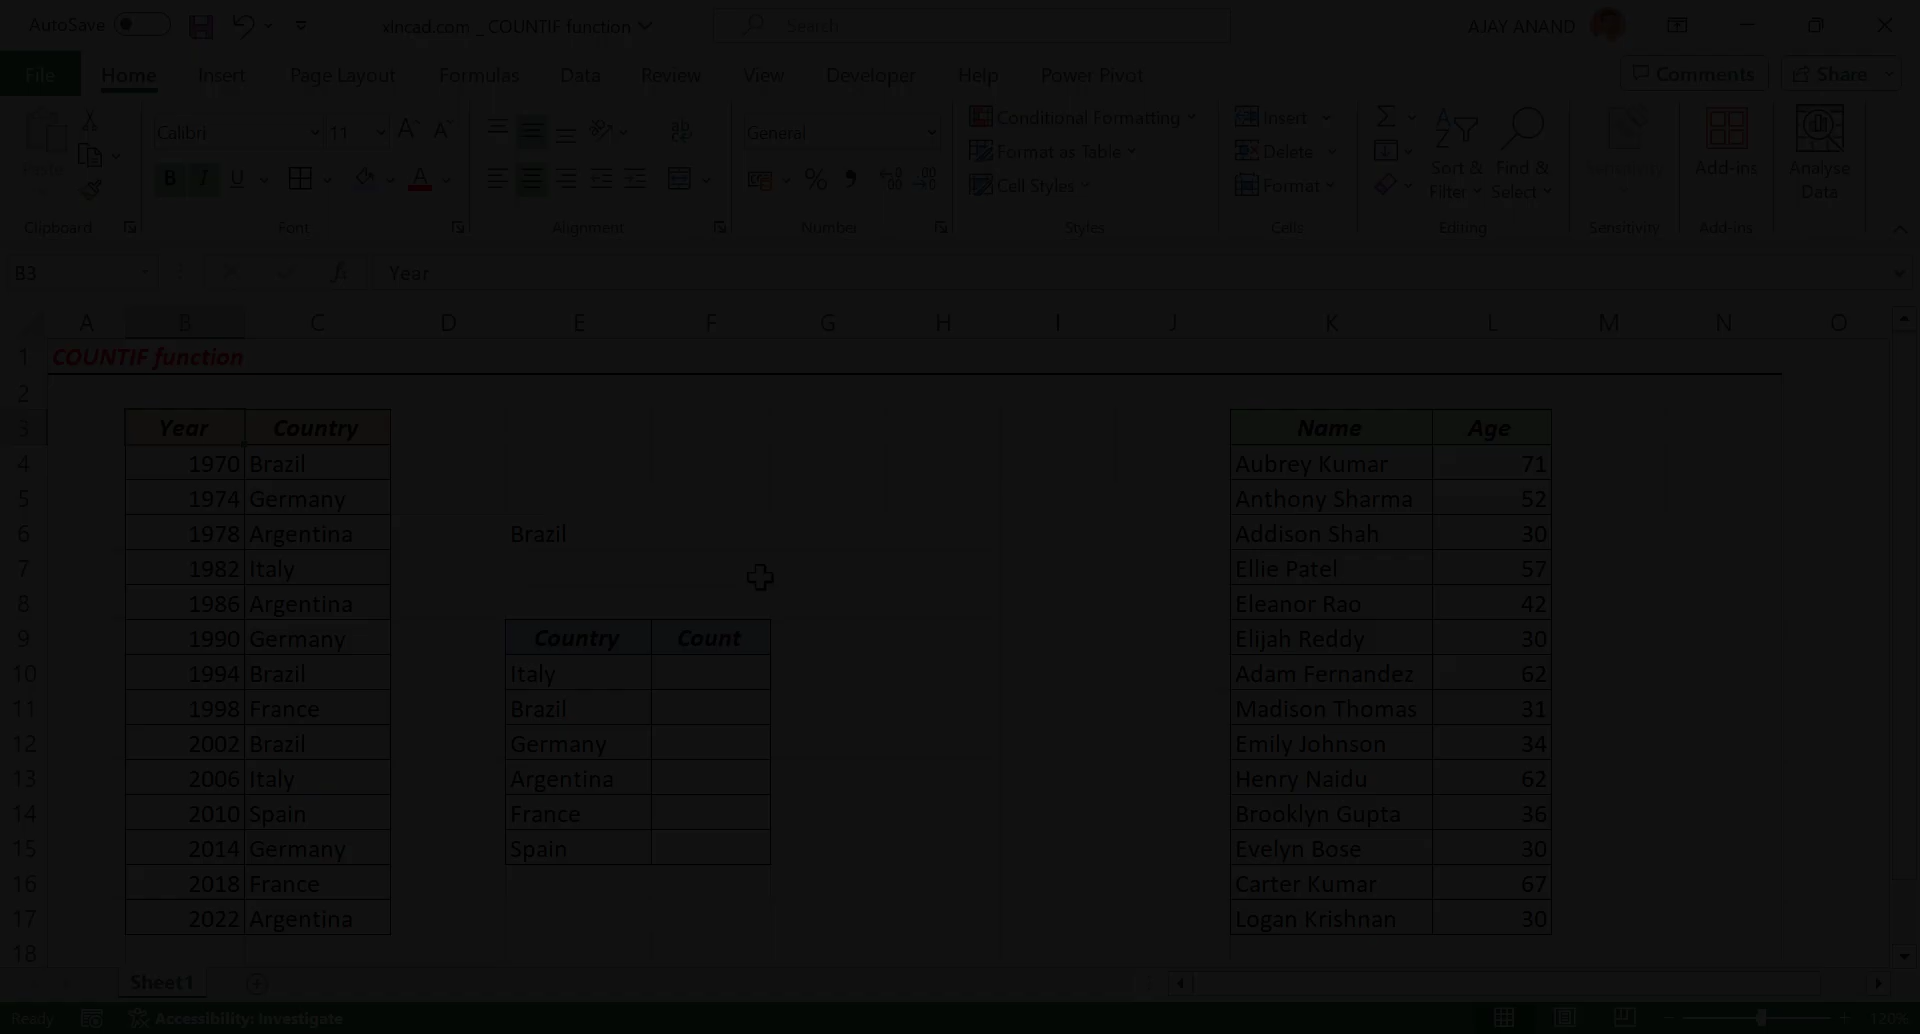 AutoSave xlncad.com _ COUNTIF function Search AJAY ANAND
File Home Insert Page Layout Formulas Data Review View Developer Help Power Pivot Comments Share
Paste Calibri 11 General Conditional Formatting Insert
Format as Table Delete
B I U Cell Styles Format
Sort & Filter Find & Select Sensitivity Add-ins Analyse Data
Clipboard Font Alignment Number Styles Cells Editing Sensitivity Add-ins
B3 fx Year
A B C D E F G H I J K L M N O
1 COUNTIF function
2
3 Year Country Name Age
4 1970 Brazil Aubrey Kumar 71
5 1974 Germany Anthony Sharma 52
6 1978 Argentina Brazil Addison Shah 30
7 1982 Italy Ellie Patel 57
8 1986 Argentina Eleanor Rao 42
9 1990 Germany Country Count Elijah Reddy 30
10 1994 Brazil Italy Adam Fernandez 62
11 1998 France Brazil Madison Thomas 31
12 2002 Brazil Germany Emily Johnson 34
13 2006 Italy Argentina Henry Naidu 62
14 2010 Spain France Brooklyn Gupta 36
15 2014 Germany Spain Evelyn Bose 30
16 2018 France Carter Kumar 67
17 2022 Argentina Logan Krishnan 30
18
Sheet1
Ready Accessibility: Investigate 120%